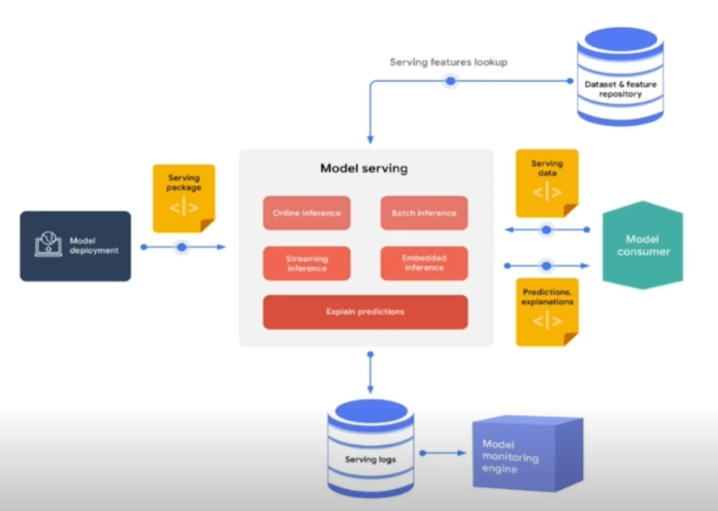 Serving features lookup
Dataset & feature
repository
Model serving
Serving
package
</>
Serving
data
</>
Online inference
Batch inference
Model
deployment
Model
consumer
Streaming
inference
Embedded
inference
Predictions,
explanations
</>
Explain predictions
Serving logs
Model
monitoring
engine